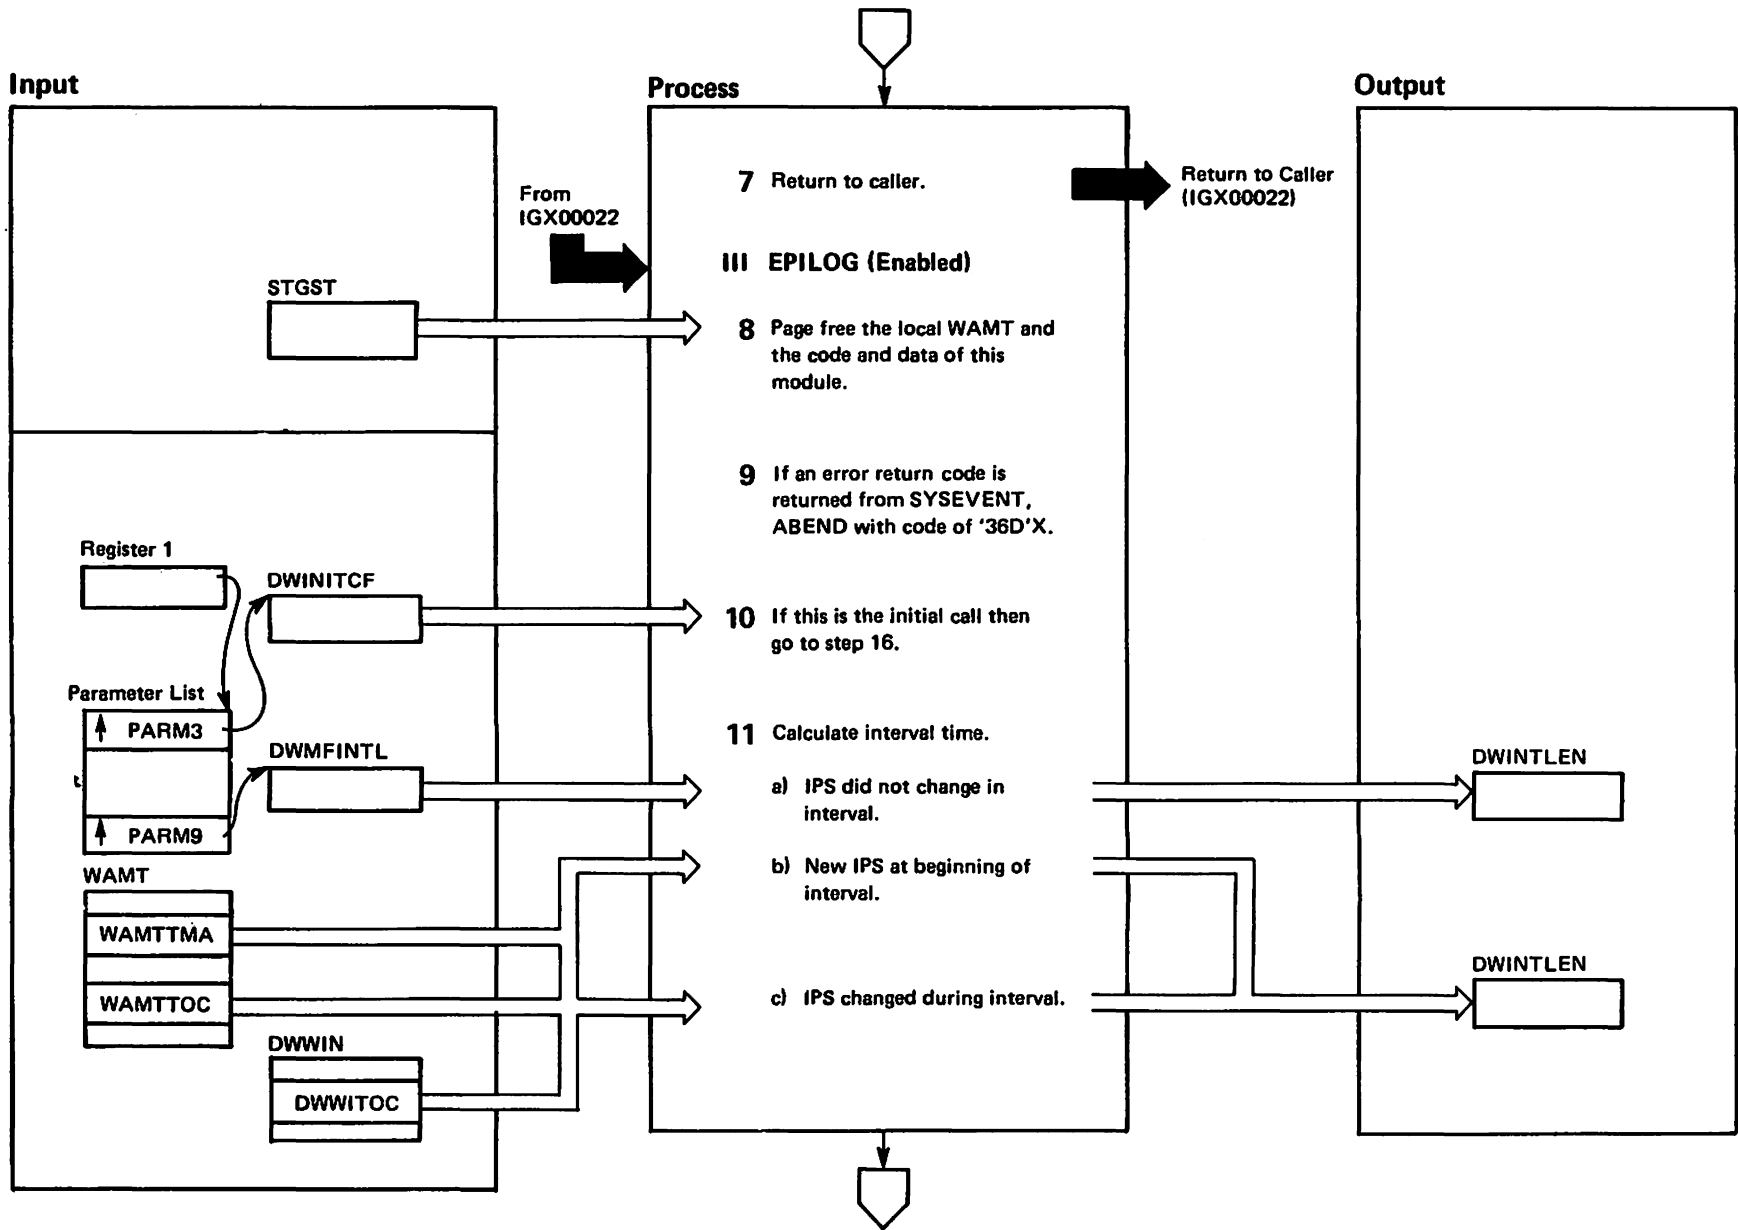 Input
Process
Output
7 Return to caller.
Return to Caller
(IGX00022)
From
IGX00022
III EPILOG (Enabled)
STGST
8 Page free the local WAMT and
the code and data of this
module.
9 If an error return code is
returned from SYSEVENT,
ABEND with code of '36D'X.
Register 1
DWINITCF
10 If this is the initial call then
go to step 16.
Parameter List
PARM3
11 Calculate interval time.
DWMFINTL
DWINTLEN
a) IPS did not change in
interval.
PARM9
WAMT
b) New IPS at beginning of
interval.
WAMTTMA
DWINTLEN
WAMTTOC
c) IPS changed during interval.
DWWIN
DWWITOC